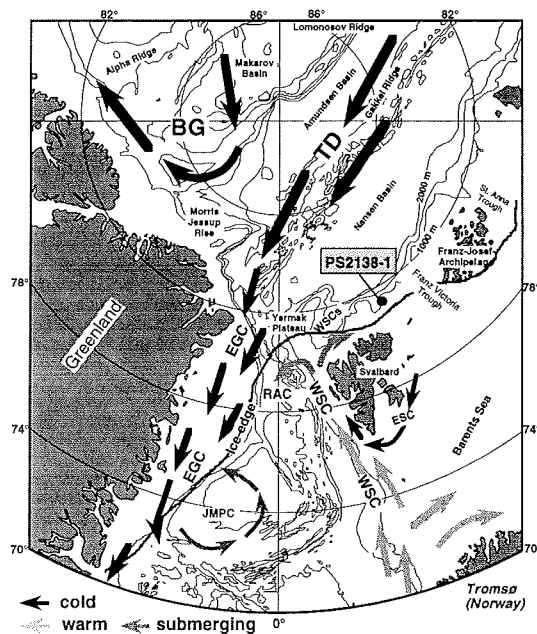 82° 86° 86° 82°
Lomonosov Ridge
Alpha Ridge
Makarov
Basin
Amundsen Basin
Gakkel Ridge
BG
TD
Nansen Basin
2000 m
1000 m
St. Anna
Trough
Morris
Jessup
Rise
Franz-Josef-
Archipelag
PS2138-1
Franz Victoria
Trough
78°
78°
Greenland
Yermak
Plateau
WSCs
EGC
Svalbard
RAC
WSC
ESC
Barents Sea
74°
74°
Ice-edge
EGC
WSC
JMPC
70°
70°
Tromsø
(Norway)
cold
0°
warm
submerging